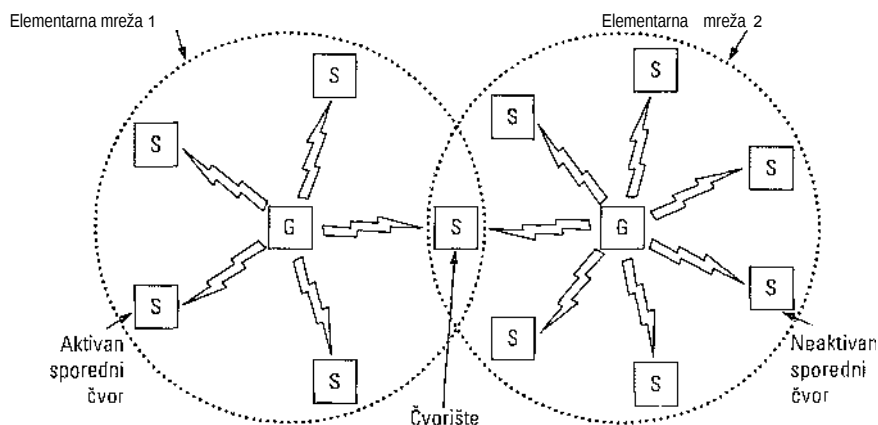 Elementarna mreža 1
Elementarna mreža 2
S
S
S
S
S
S
G
S
G
S
S
S
S
S
Aktivan
sporedni
čvor
Čvorište
Neaktivan
sporedni
čvor